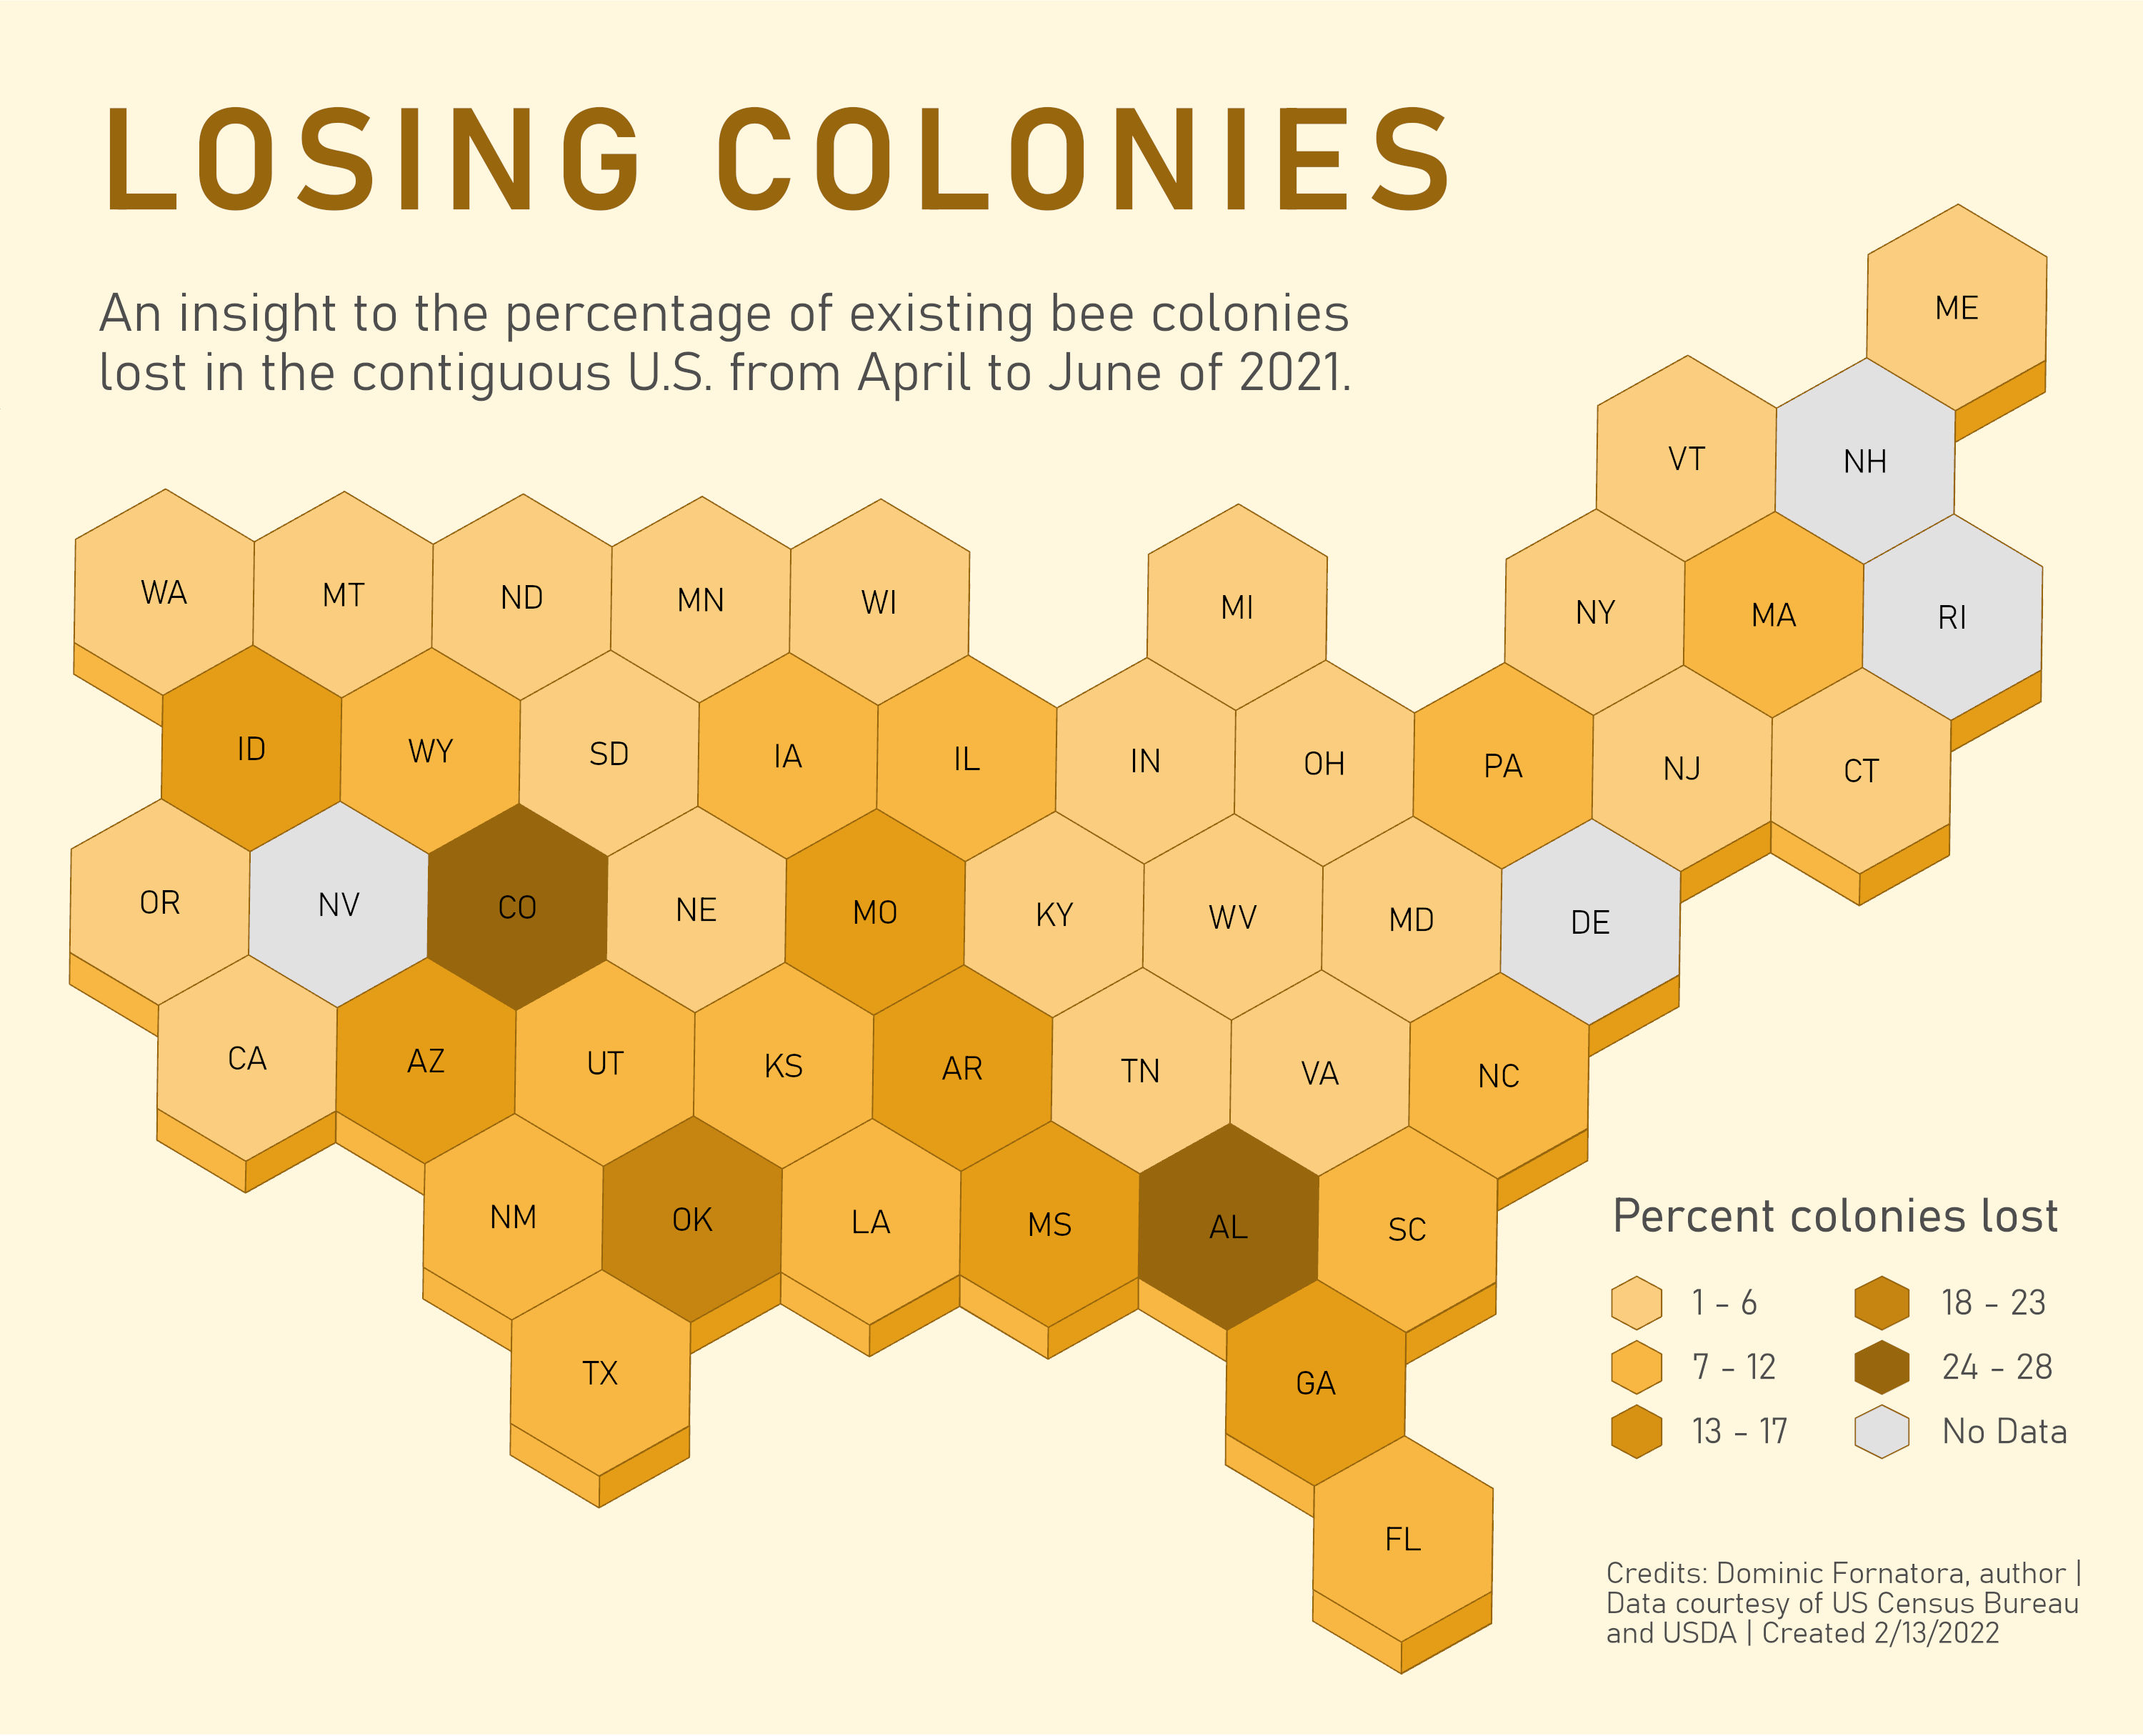 LOSING COLONIES
An insight to the percentage of existing bee colonies
lost in the contiguous U.S. from April to June of 2021.
ME
VT NH
WA MT ND MN WI MI NY MA RI
ID WY SD IA IL IN OH PA NJ CT
OR NV CO NE MO KY WV MD DE
CA AZ UT KS AR TN VA NC
NM OK LA MS AL SC
TX GA
FL
Percent colonies lost
1 - 6 18 - 23
7 - 12 24 - 28
13 - 17 No Data
Credits: Dominic Fornatora, author |
Data courtesy of US Census Bureau
and USDA | Created 2/13/2022